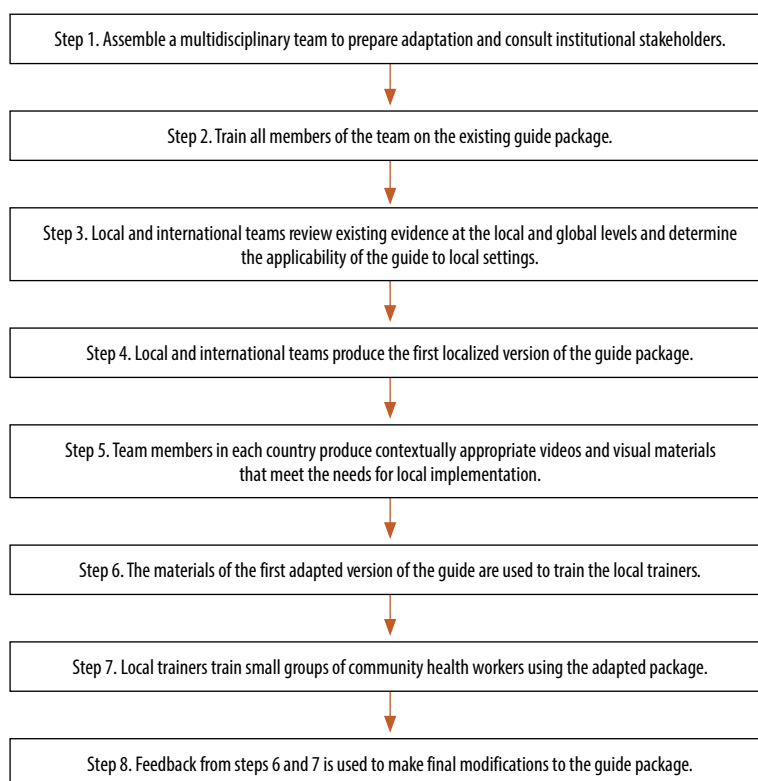 Step 1. Assemble a multidisciplinary team to prepare adaptation and consult institutional stakeholders.
Step 2. Train all members of the team on the existing guide package.
Step 3. Local and international teams review existing evidence at the local and global levels and determine
the applicability of the guide to local settings.
Step 4. Local and international teams produce the first localized version of the guide package.
Step 5. Team members in each country produce contextually appropriate videos and visual materials
that meet the needs for local implementation.
Step 6. The materials of the first adapted version of the guide are used to train the local trainers.
Step 7. Local trainers train small groups of community health workers using the adapted package.
Step 8. Feedback from steps 6 and 7 is used to make final modifications to the guide package.